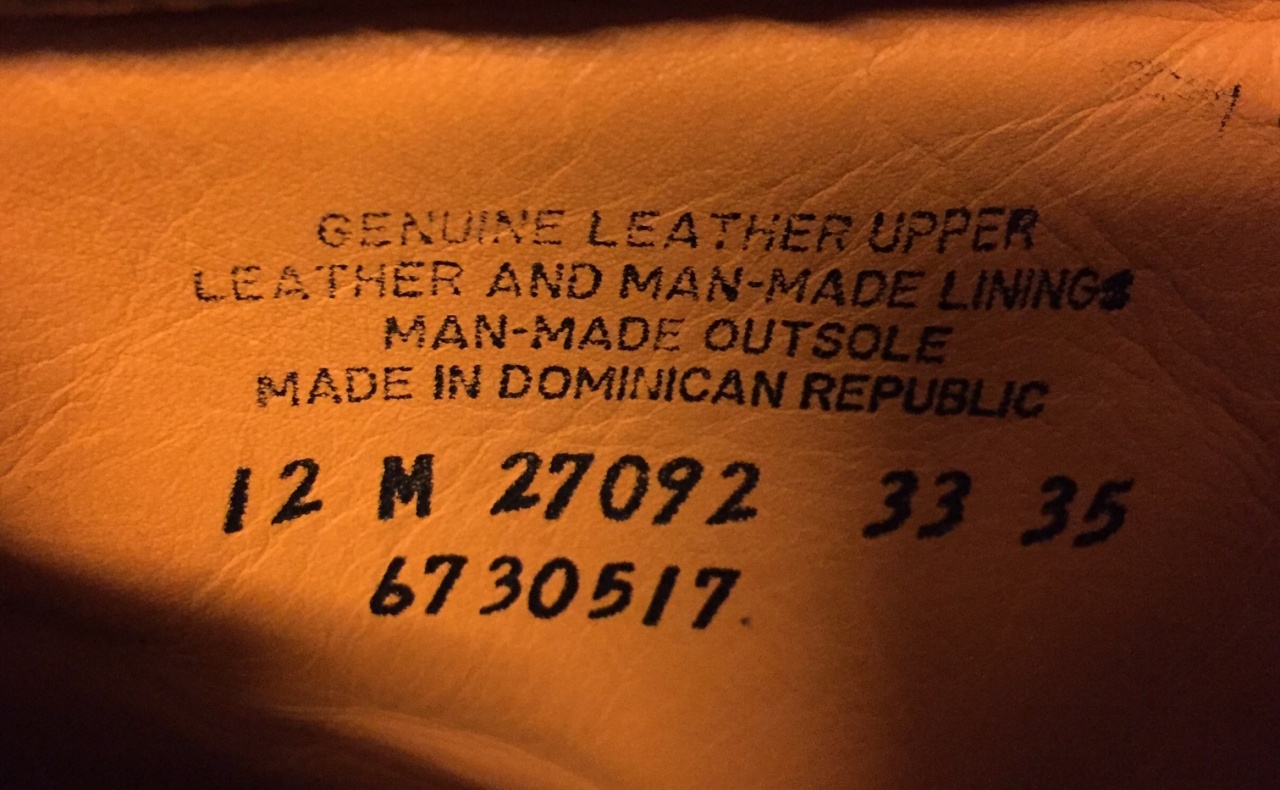 GENUINE LEATHER UPPER
LEATHER AND MAN-MADE LININGS
MAN-MADE OUTSOLE
MADE IN DOMINICAN REPUBLIC
12 M 27092 33 35
6730517